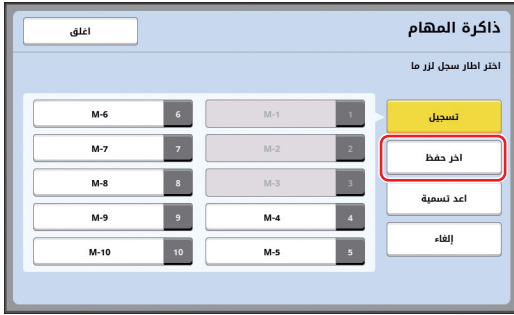 ذاكرة المهام
اغلق
اختر اطار سجل لزر ما
تسجيل
اخر حفظ
اعد تسمية
إلغاء
1 M-1
6 M-6
2 M-2
7 M-7
3 M-3
8 M-8
4 M-4
9 M-9
5 M-5
10 M-10